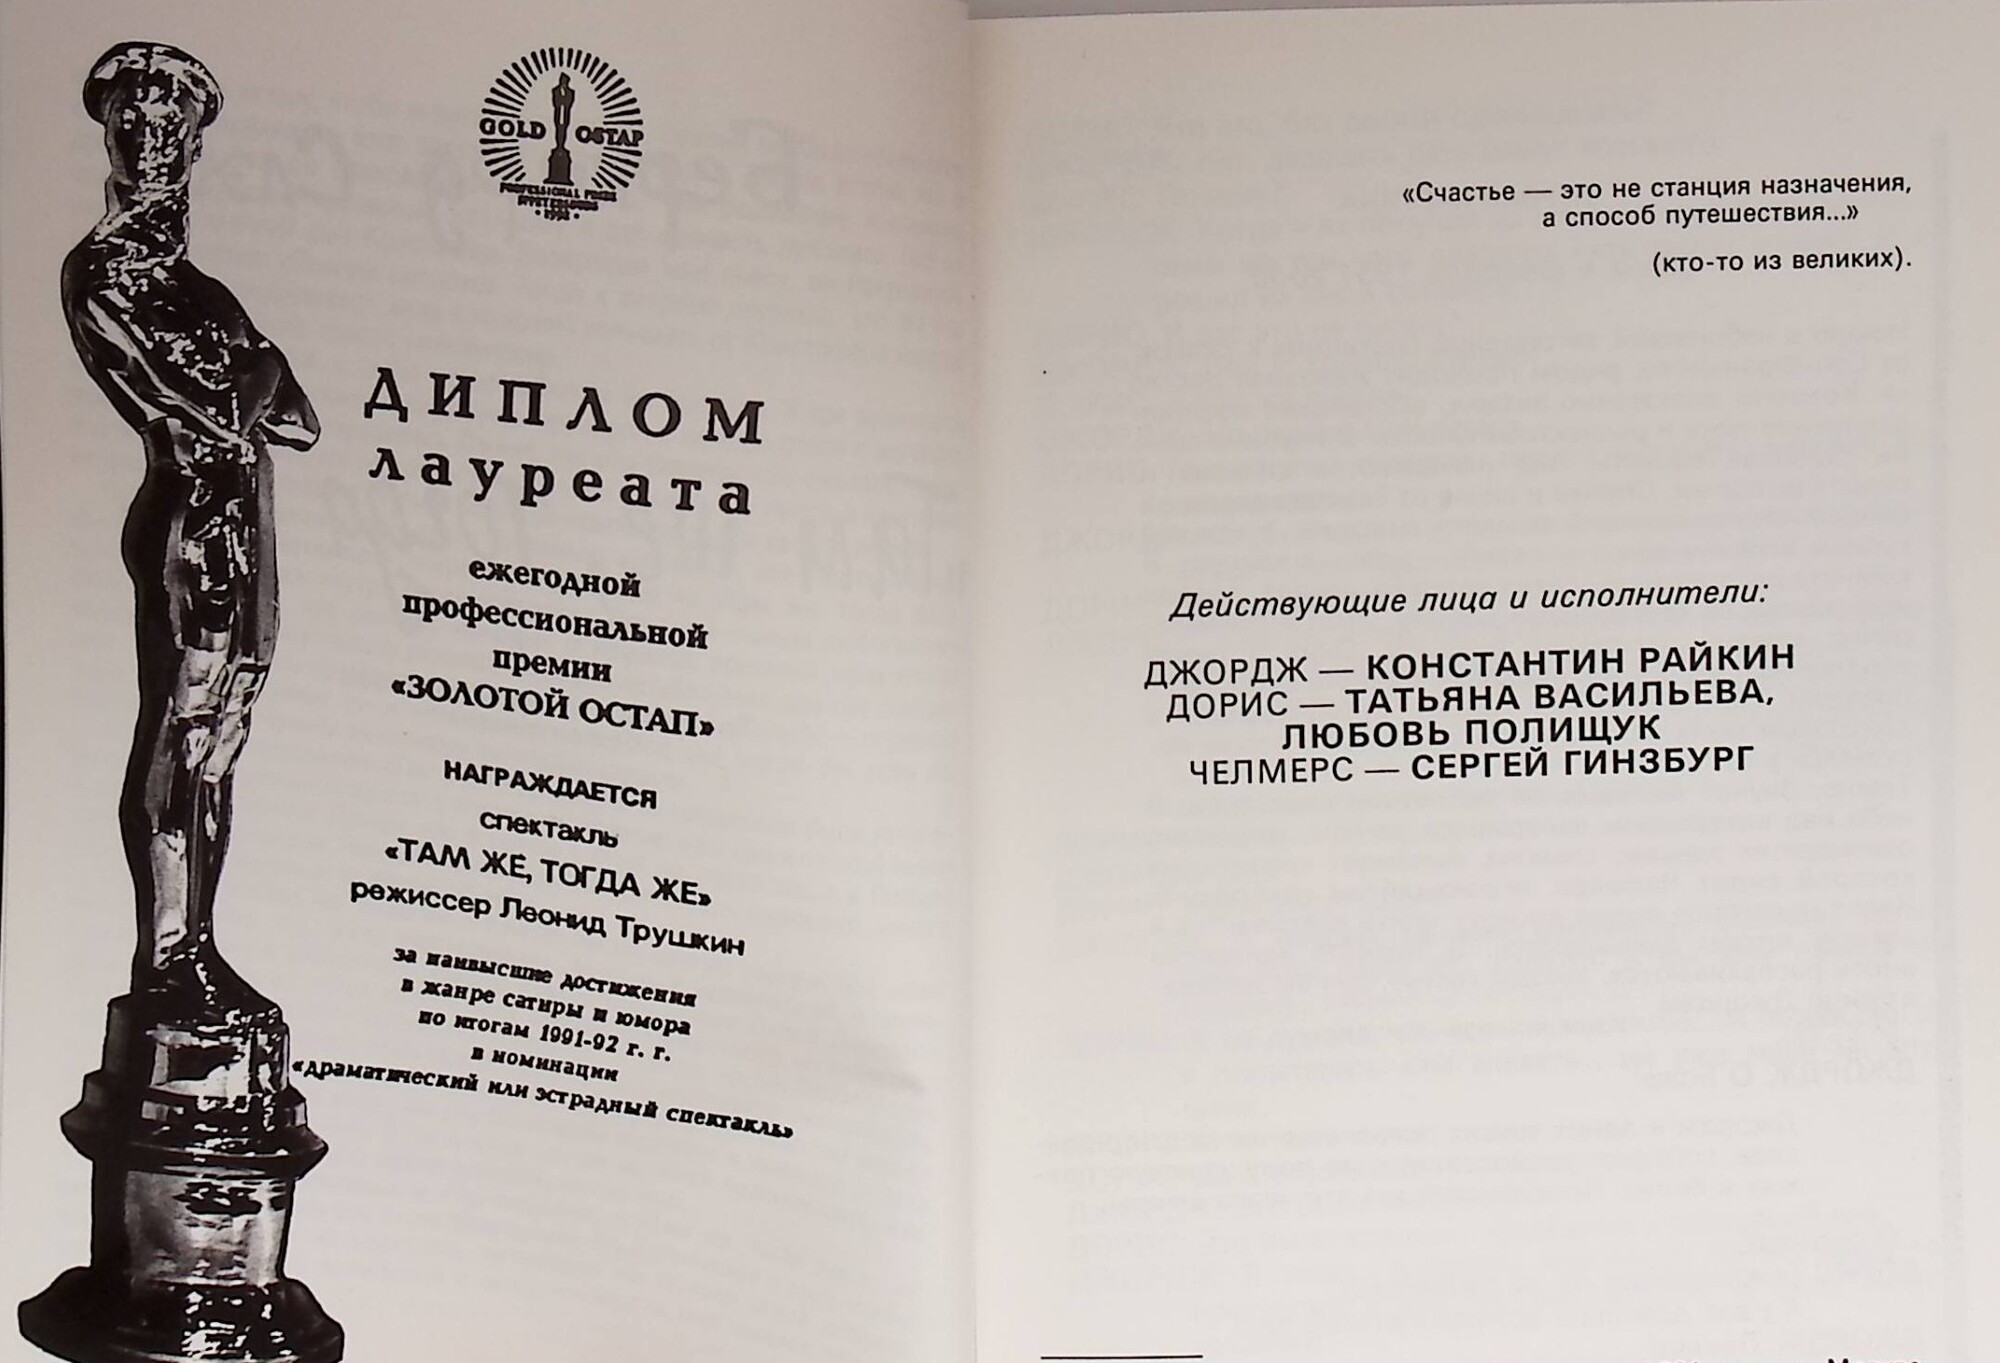 GOLD OSTAP
PROFESSIONAL PRIZE
1992
ДИПЛОМ
лауреата
ежегодной
профессиональной
премии
«ЗОЛОТОЙ ОСТАП»
НАГРАЖДАЕТСЯ
спектакль
«ТАМ ЖЕ, ТОГДА ЖЕ»
режиссер Леонид Трушкин
за наивысшие достижения
в жанре сатиры и юмора
по итогам 1991-92 г. г.
в номинации
«драматический или эстрадный спектакль»
«Счастье — это не станция назначения,
а способ путешествия...»
(кто-то из великих).
Действующие лица и исполнители:
ДЖОРДЖ — КОНСТАНТИН РАЙКИН
ДОРИС — ТАТЬЯНА ВАСИЛЬЕВА,
ЛЮБОВЬ ПОЛИЩУК
ЧЕЛМЕРС — СЕРГЕЙ ГИНЗБУРГ